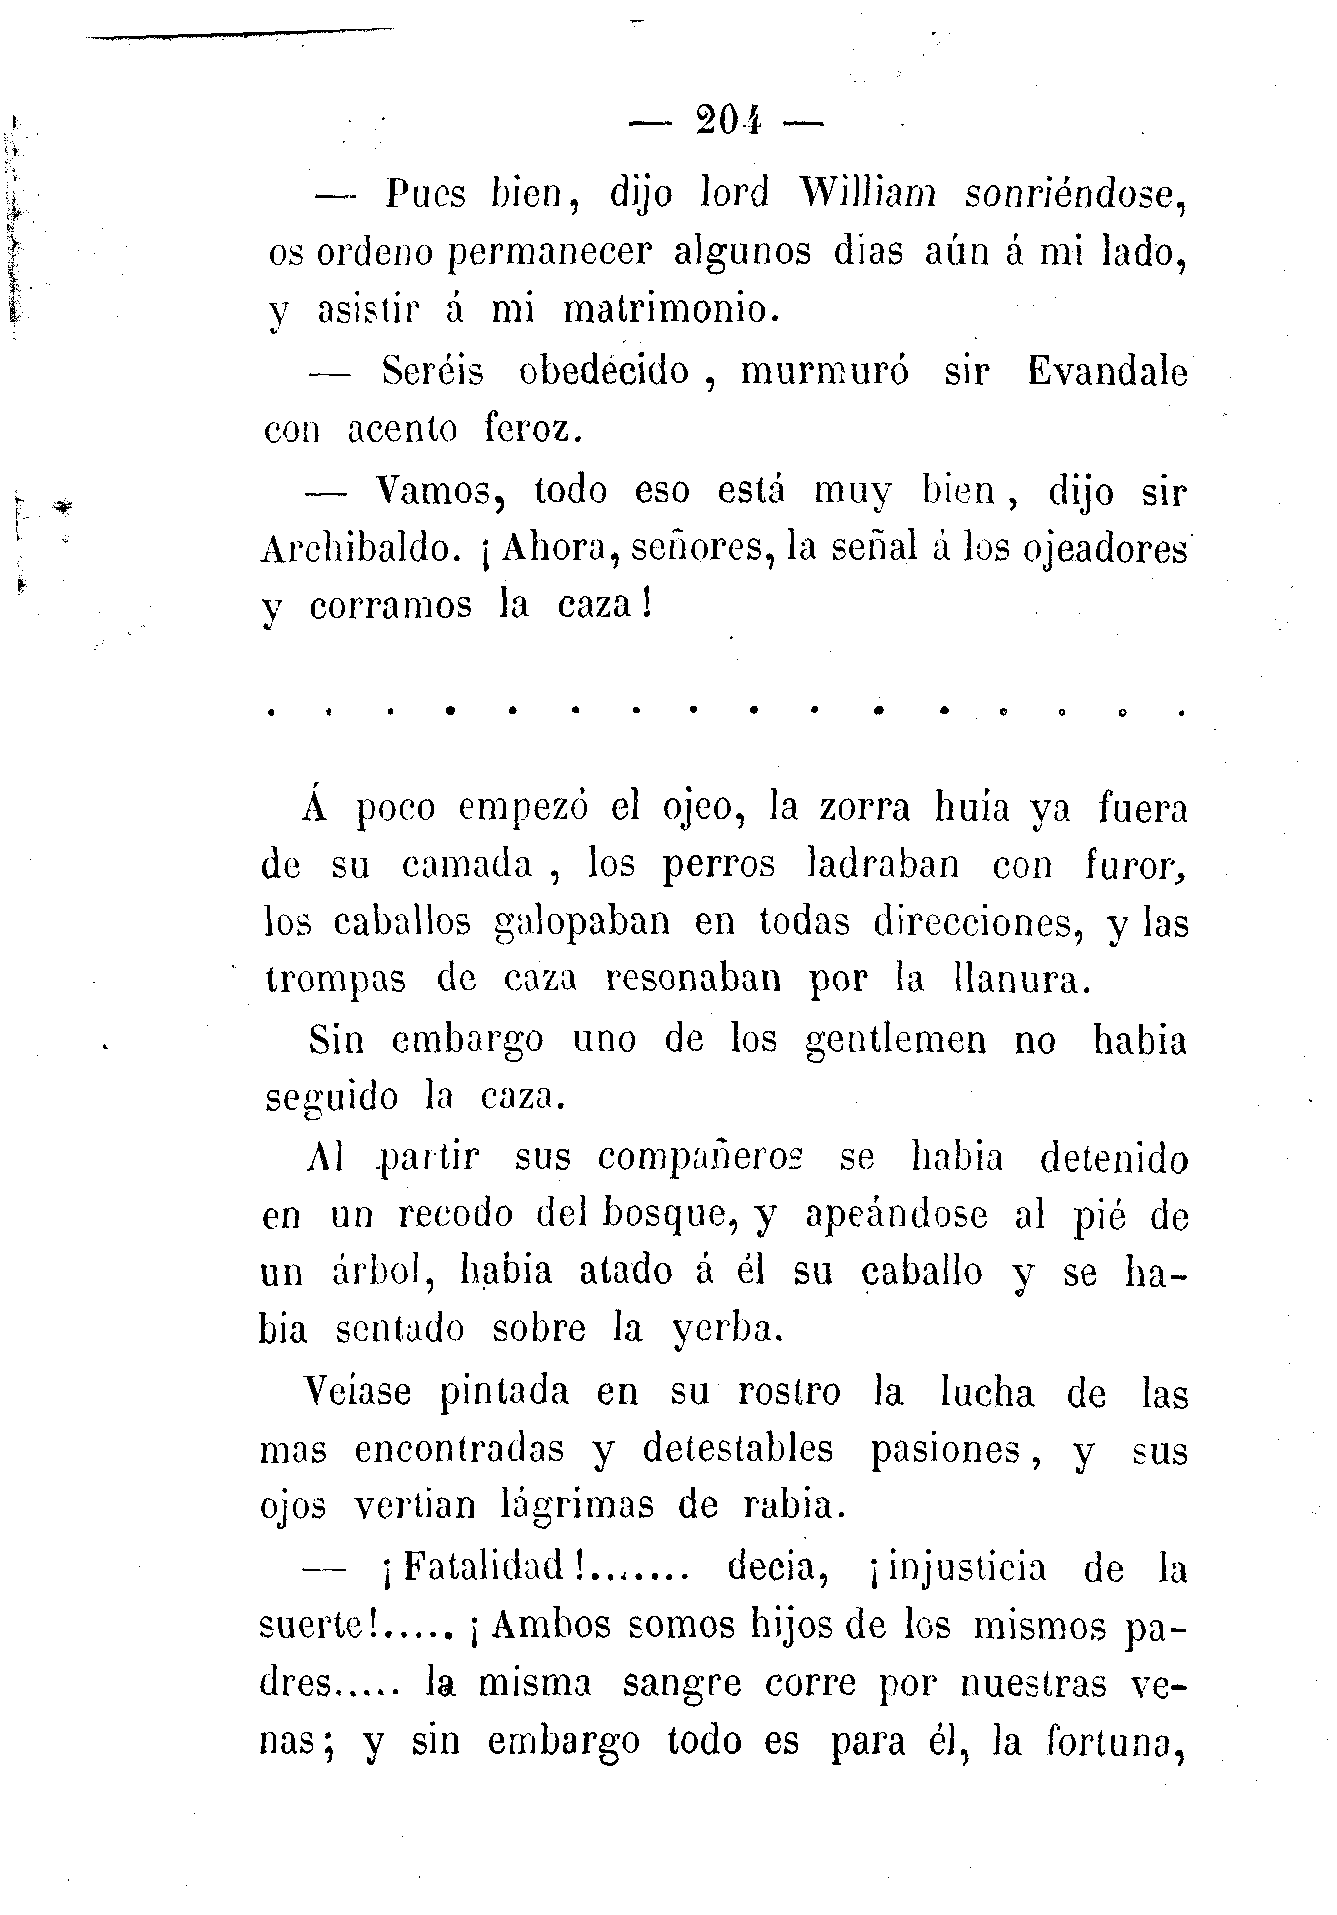 — 204 —
— Pues bien, dijo lord William sonriéndose,
os ordeno permanecer algunos dias aún á mi lado,
y asistir á mi matrimonio.
— Seréis obedecido , murmuró sir Evandale
con acento feroz.
— Vamos, todo eso está muy bien , dijo sir
Archibaldo. ¡ Ahora, señores, la señal á los ojeadores
y corramos la caza !
. . . . . . . . . . . . . . . .
Á poco empezó el ojeo, la zorra huía ya fuera
de su camada , los perros ladraban con furor,
los caballos galopaban en todas direcciones, y las
trompas de caza resonaban por la llanura.
Sin embargo uno de los gentlemen no habia
seguido la caza.
Al partir sus compañeros se habia detenido
en un recodo del bosque, y apeándose al pié de
un árbol, habia atado á él su caballo y se ha-
bia sentado sobre la yerba.
Veíase pintada en su rostro la lucha de las
mas encontradas y detestables pasiones , y sus
ojos vertian lágrimas de rabia.
— ¡ Fatalidad !....... decia, ¡ injusticia de la
suerte!..... ¡ Ambos somos hijos de los mismos pa-
dres..... la misma sangre corre por nuestras ve-
nas; y sin embargo todo es para él, la fortuna,